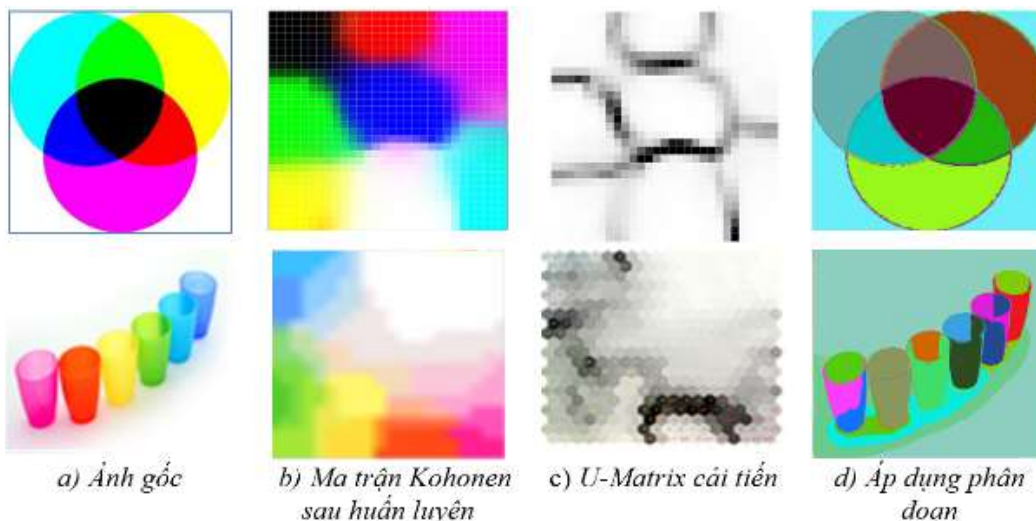 a) Ảnh gốc
b) Ma trận Kohonen
sau huấn luyện
c) U-Matrix cải tiến
d) Áp dụng phân
đoạn